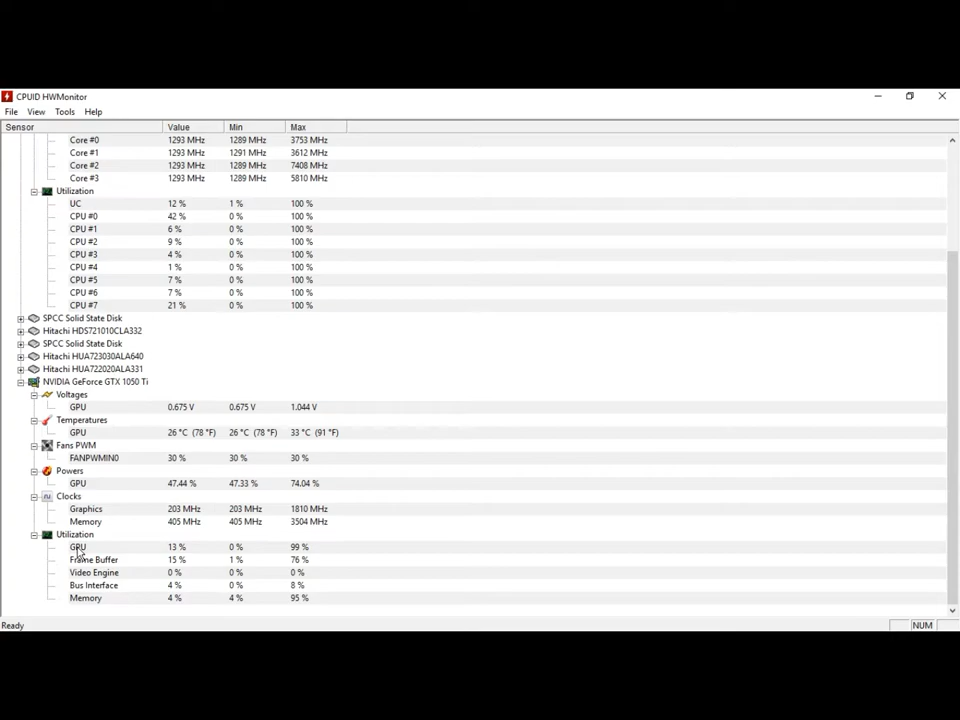 CPUID HWMonitor
File View Tools Help
Sensor Value Min Max
Core #0 1293 MHz 1289 MHz 3753 MHz
Core #1 1293 MHz 1291 MHz 3612 MHz
Core #2 1293 MHz 1289 MHz 7408 MHz
Core #3 1293 MHz 1289 MHz 5810 MHz
Utilization
UC 12 % 1 % 100 %
CPU #0 42 % 0 % 100 %
CPU #1 6 % 0 % 100 %
CPU #2 9 % 0 % 100 %
CPU #3 4 % 0 % 100 %
CPU #4 1 % 0 % 100 %
CPU #5 7 % 0 % 100 %
CPU #6 7 % 0 % 100 %
CPU #7 21 % 0 % 100 %
SPCC Solid State Disk
Hitachi HDS721010CLA332
SPCC Solid State Disk
Hitachi HUA723030ALA640
Hitachi HUA722020ALA331
NVIDIA GeForce GTX 1050 Ti
Voltages
GPU 0.675 V 0.675 V 1.044 V
Temperatures
GPU 26 °C (78 °F) 26 °C (78 °F) 33 °C (91 °F)
Fans PWM
FANPWMIN0 30 % 30 % 30 %
Powers
GPU 47.44 % 47.33 % 74.04 %
Clocks
Graphics 203 MHz 203 MHz 1810 MHz
Memory 405 MHz 405 MHz 3504 MHz
Utilization
GPU 13 % 0 % 99 %
Frame Buffer 15 % 1 % 76 %
Video Engine 0 % 0 % 0 %
Bus Interface 4 % 0 % 8 %
Memory 4 % 4 % 95 %
Ready NUM